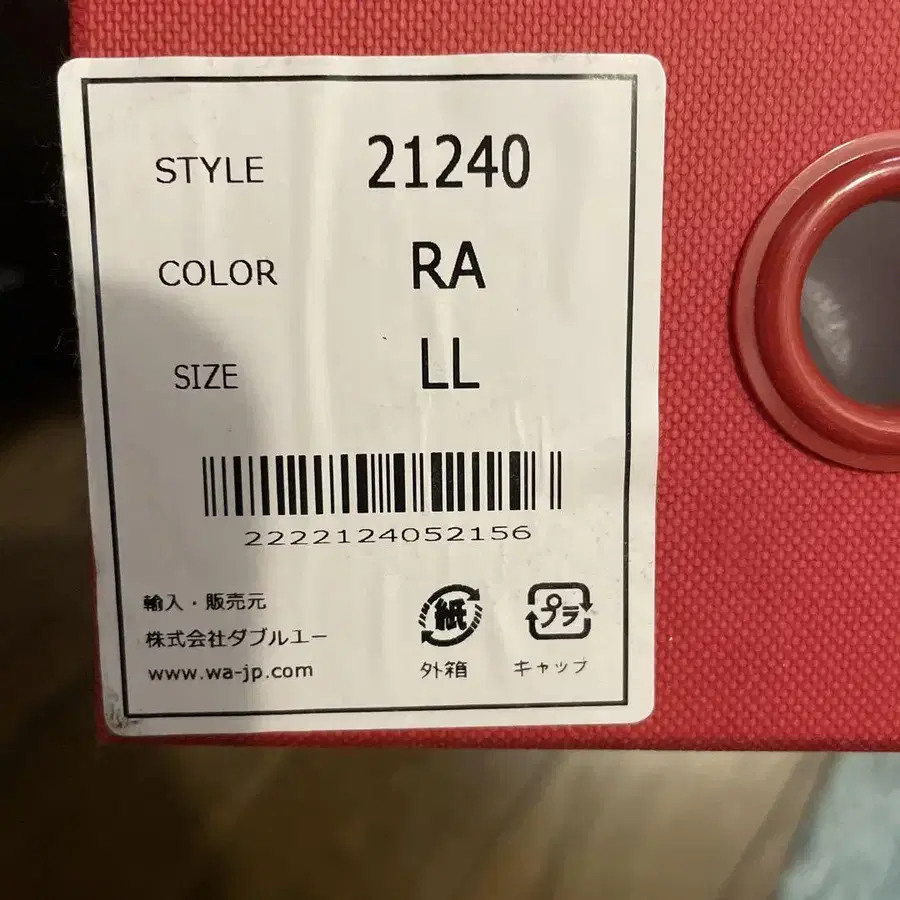 STYLE 21240
COLOR RA
SIZE LL
2222124052156
輸入・販売元
株式会社ダブルエー
www.wa-jp.com
紙
プラ
外箱
キャップ